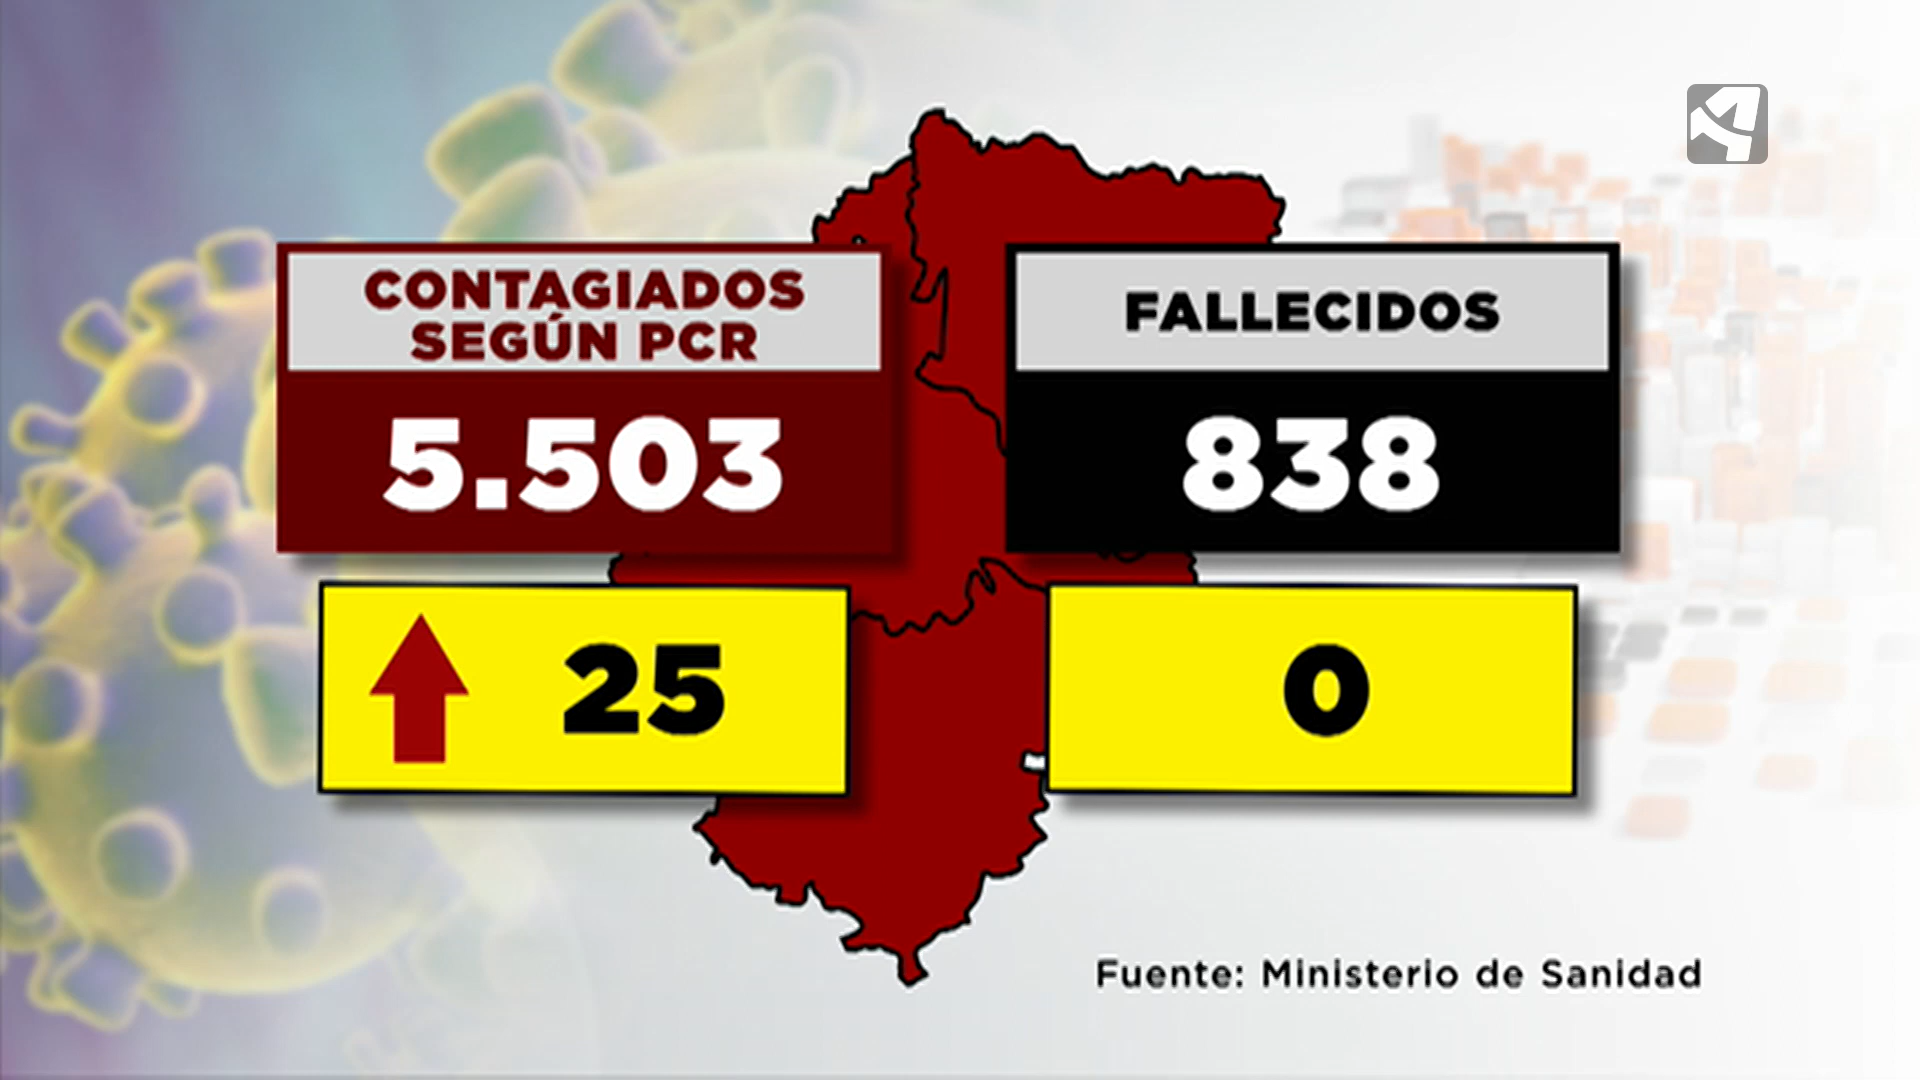 CONTAGIADOS
SEGÚN PCR
5.503
FALLECIDOS
838
25
0
Fuente: Ministerio de Sanidad